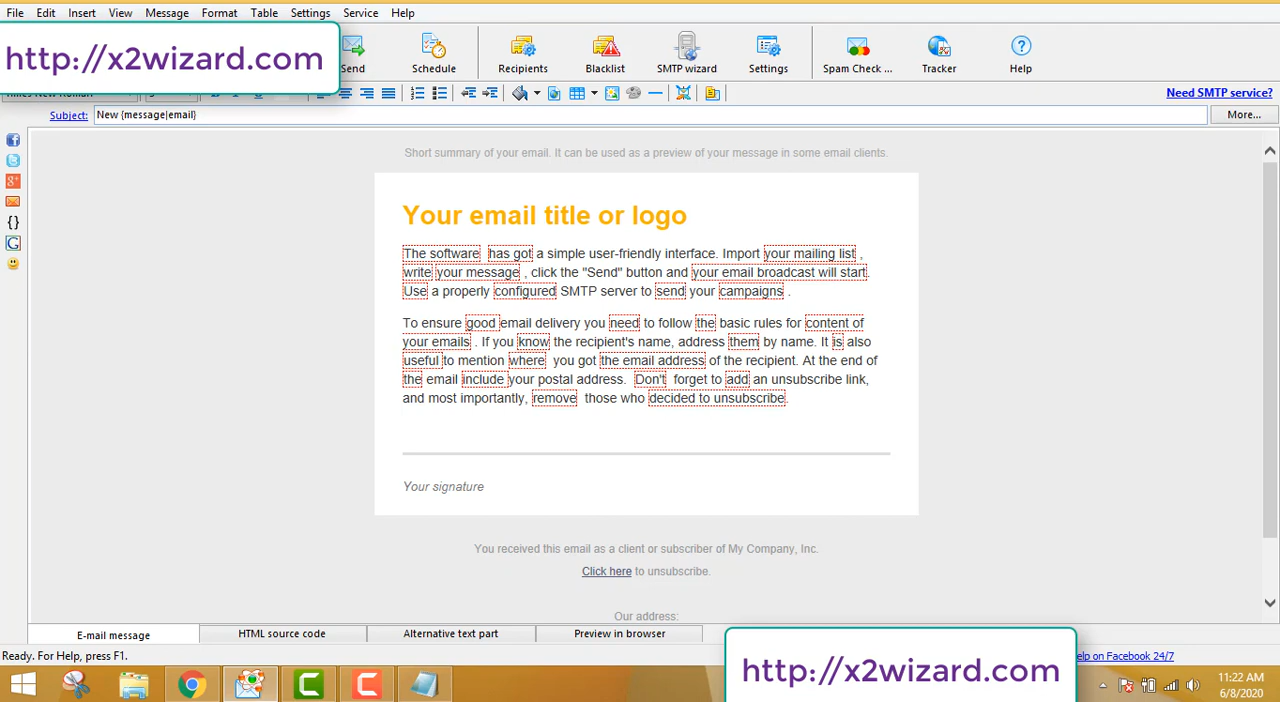 File Edit Insert View Message Format Table Settings Service Help
http://x2wizard.com
Send Schedule Recipients Blacklist SMTP wizard Settings Spam Check ... Tracker Help
Need SMTP service?
Subject: New {message|email} More...
Short summary of your email. It can be used as a preview of your message in some email clients.
Your email title or logo
The software has got a simple user-friendly interface. Import your mailing list ,
write your message , click the "Send" button and your email broadcast will start.
Use a properly configured SMTP server to send your campaigns .
To ensure good email delivery you need to follow the basic rules for content of
your emails . If you know the recipient's name, address them by name. It is also
useful to mention where you got the email address of the recipient. At the end of
the email include your postal address. Don't forget to add an unsubscribe link,
and most importantly, remove those who decided to unsubscribe.
Your signature
You received this email as a client or subscriber of My Company, Inc.
Click here to unsubscribe.
Our address:
E-mail message HTML source code Alternative text part Preview in browser
Ready. For Help, press F1.
elp on Facebook 24/7
http://x2wizard.com
11:22 AM
6/8/2020